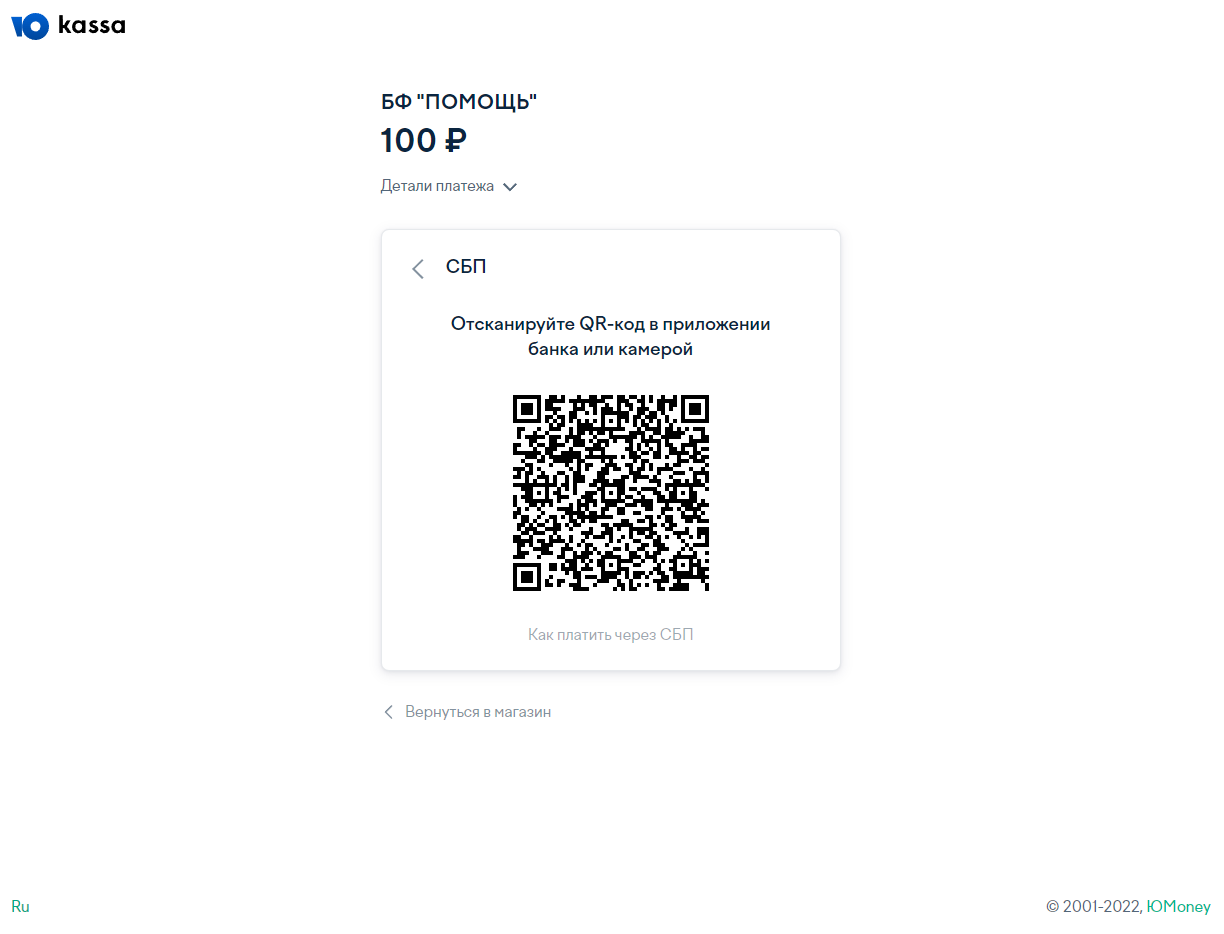 Ю kassa
БФ "ПОМОЩЬ"
100 ₽
Детали платежа
СБП
Отсканируйте QR-код в приложении
банка или камерой
Как платить через СБП
Вернуться в магазин
Ru
© 2001-2022, ЮMoney